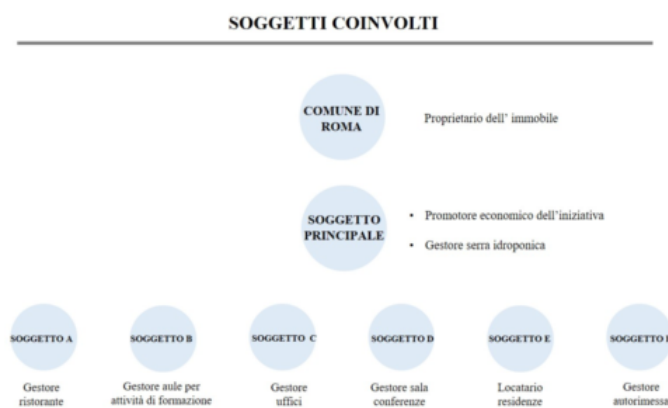 SOGGETTI COINVOLTI
COMUNE DI
ROMA
Proprietario dell' immobile
SOGGETTO
PRINCIPALE
• Promotore economico dell'iniziativa
• Gestore serra idroponica
SOGGETTO A
SOGGETTO B
SOGGETTO C
SOGGETTO D
SOGGETTO E
SOGGETTO
Gestore
ristorante
Gestore aule per
attività di formazione
Gestore
uffici
Gestore sala
conferenze
Locatario
residenze
Gestore
autorimessa